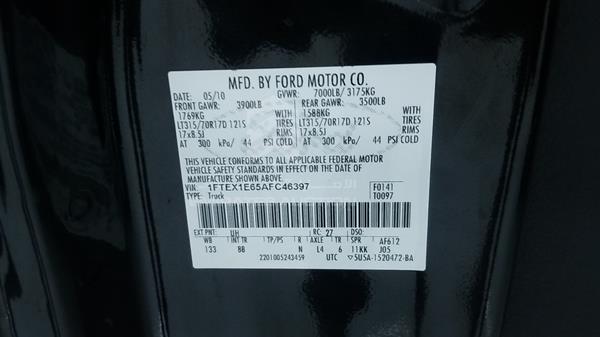 MFD. BY FORD MOTOR CO.
DATE: 05/10 GVWR: 7000LB/ 3175KG
FRONT GAWR: 3900LB REAR GAWR: 3500LB
1769KG WITH 1588KG WITH
LT315/70R17D 121S TIRES LT315/70R17D 121S TIRES
17x8.5J RIMS 17x8.5J RIMS
AT 300 kPa/ 44 PSI COLD AT 300 kPa/ 44 PSI COLD
THIS VEHICLE CONFORMS TO ALL APPLICABLE FEDERAL MOTOR
VEHICLE SAFETY STANDARDS IN EFFECT ON THE DATE OF
MANUFACTURE SHOWN ABOVE.
VIN: 1FTEX1E65AFC46397 F0141
TYPE: Truck T0097
EXT PNT: UH RC: 27 DSO:
WB INT TR TP/PS R AXLE TR SPR AF612
133 BB N L4 6 11KK J05
2201005243459 UTC 5U5A-1520472-BA